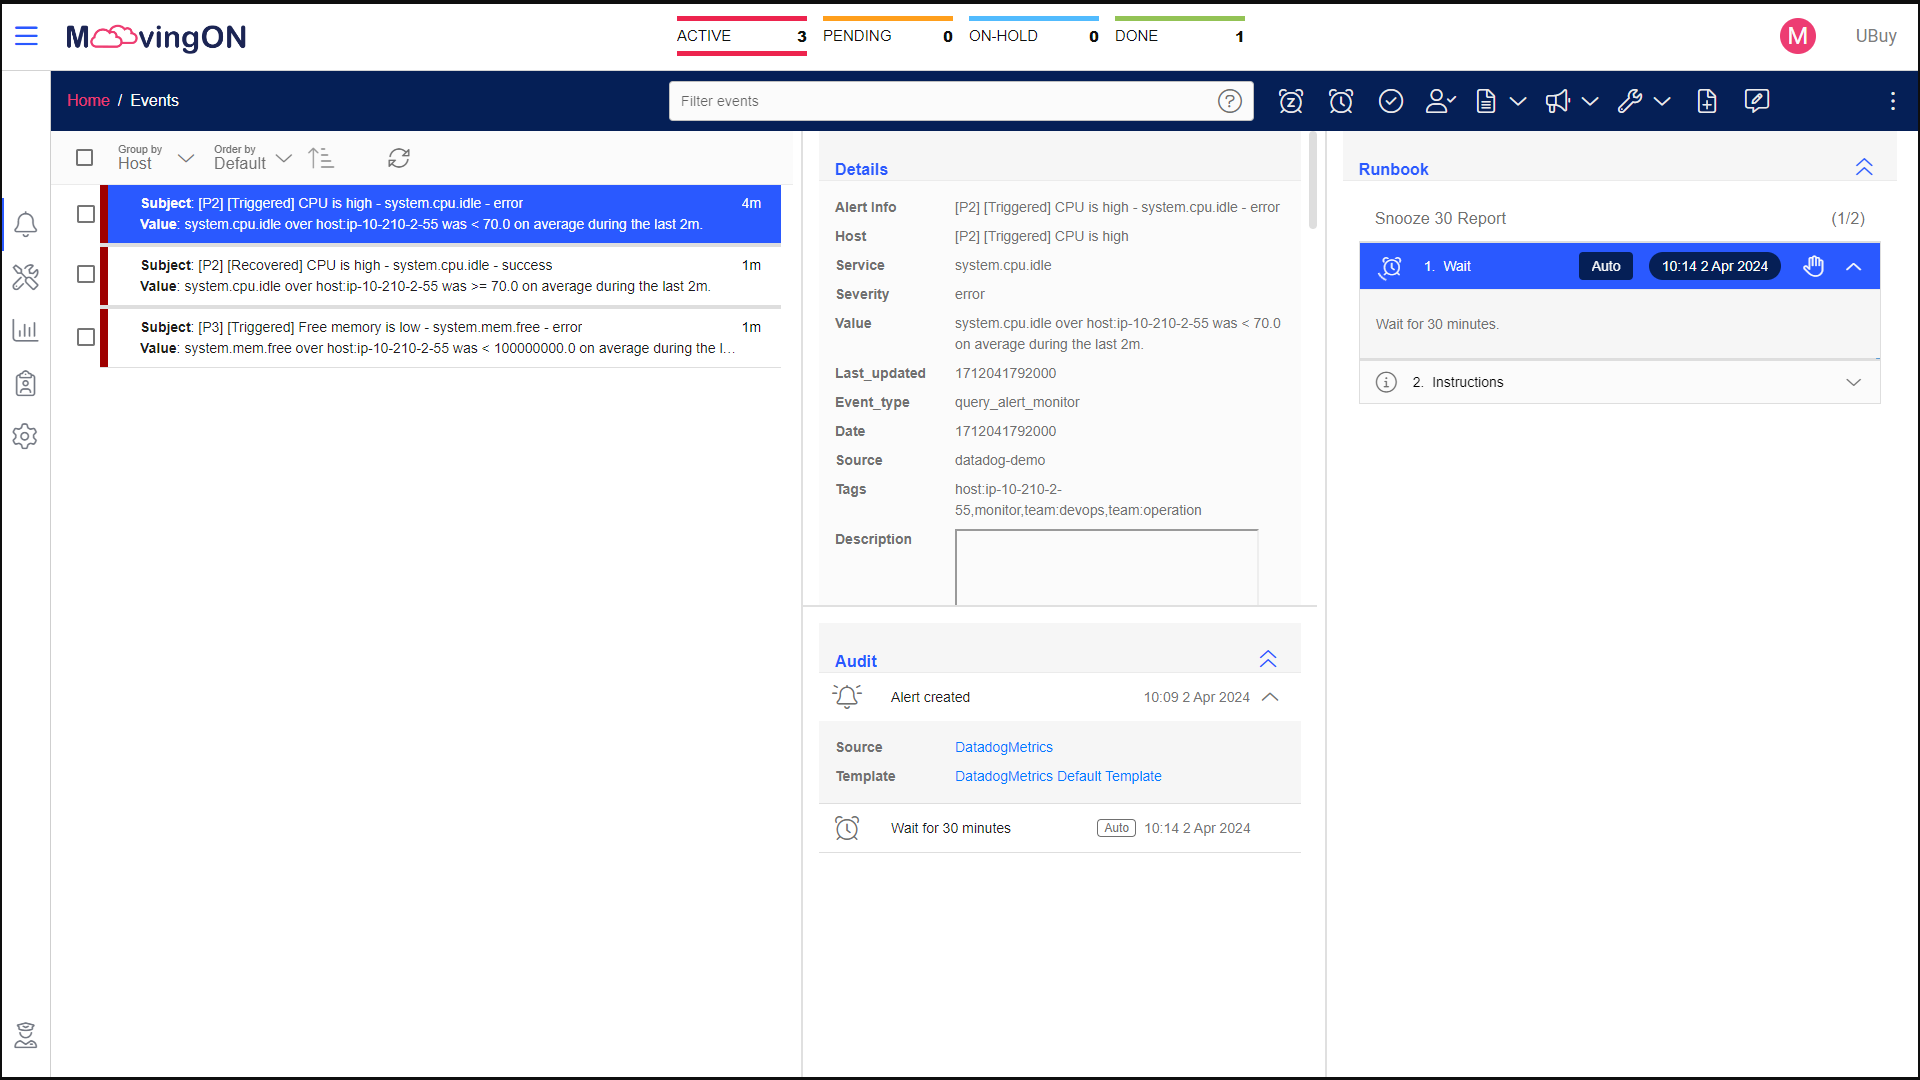 MoovingON
ACTIVE 3 PENDING 0 ON-HOLD 0 DONE 1
M UBuy
Home / Events
Filter events
Group by
Host
Order by
Default
Subject: [P2] [Triggered] CPU is high - system.cpu.idle - error 4m
Value: system.cpu.idle over host:ip-10-210-2-55 was < 70.0 on average during the last 2m.
Subject: [P2] [Recovered] CPU is high - system.cpu.idle - success 1m
Value: system.cpu.idle over host:ip-10-210-2-55 was >= 70.0 on average during the last 2m.
Subject: [P3] [Triggered] Free memory is low - system.mem.free - error 1m
Value: system.mem.free over host:ip-10-210-2-55 was < 100000000.0 on average during the l...
Details
Alert Info [P2] [Triggered] CPU is high - system.cpu.idle - error
Host [P2] [Triggered] CPU is high
Service system.cpu.idle
Severity error
Value system.cpu.idle over host:ip-10-210-2-55 was < 70.0
on average during the last 2m.
Last_updated 1712041792000
Event_type query_alert_monitor
Date 1712041792000
Source datadog-demo
Tags host:ip-10-210-2-
55,monitor,team:devops,team:operation
Description
Audit
Alert created 10:09 2 Apr 2024
Source DatadogMetrics
Template DatadogMetrics Default Template
Wait for 30 minutes Auto 10:14 2 Apr 2024
Runbook
Snooze 30 Report (1/2)
1. Wait Auto 10:14 2 Apr 2024
Wait for 30 minutes.
2. Instructions